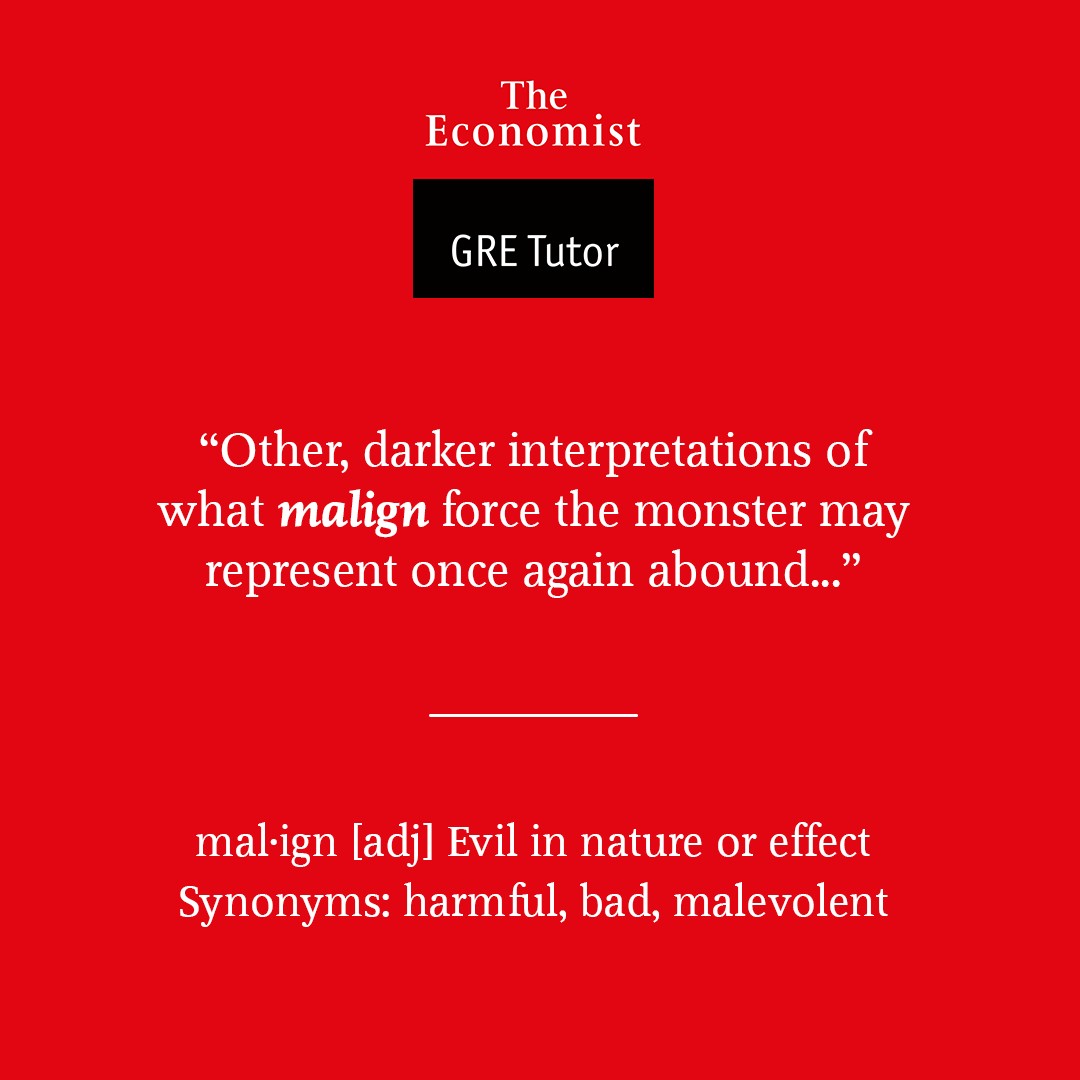 The
Economist
GRE Tutor
“Other, darker interpretations of
what malign force the monster may
represent once again abound...”
mal·ign [adj] Evil in nature or effect
Synonyms: harmful, bad, malevolent